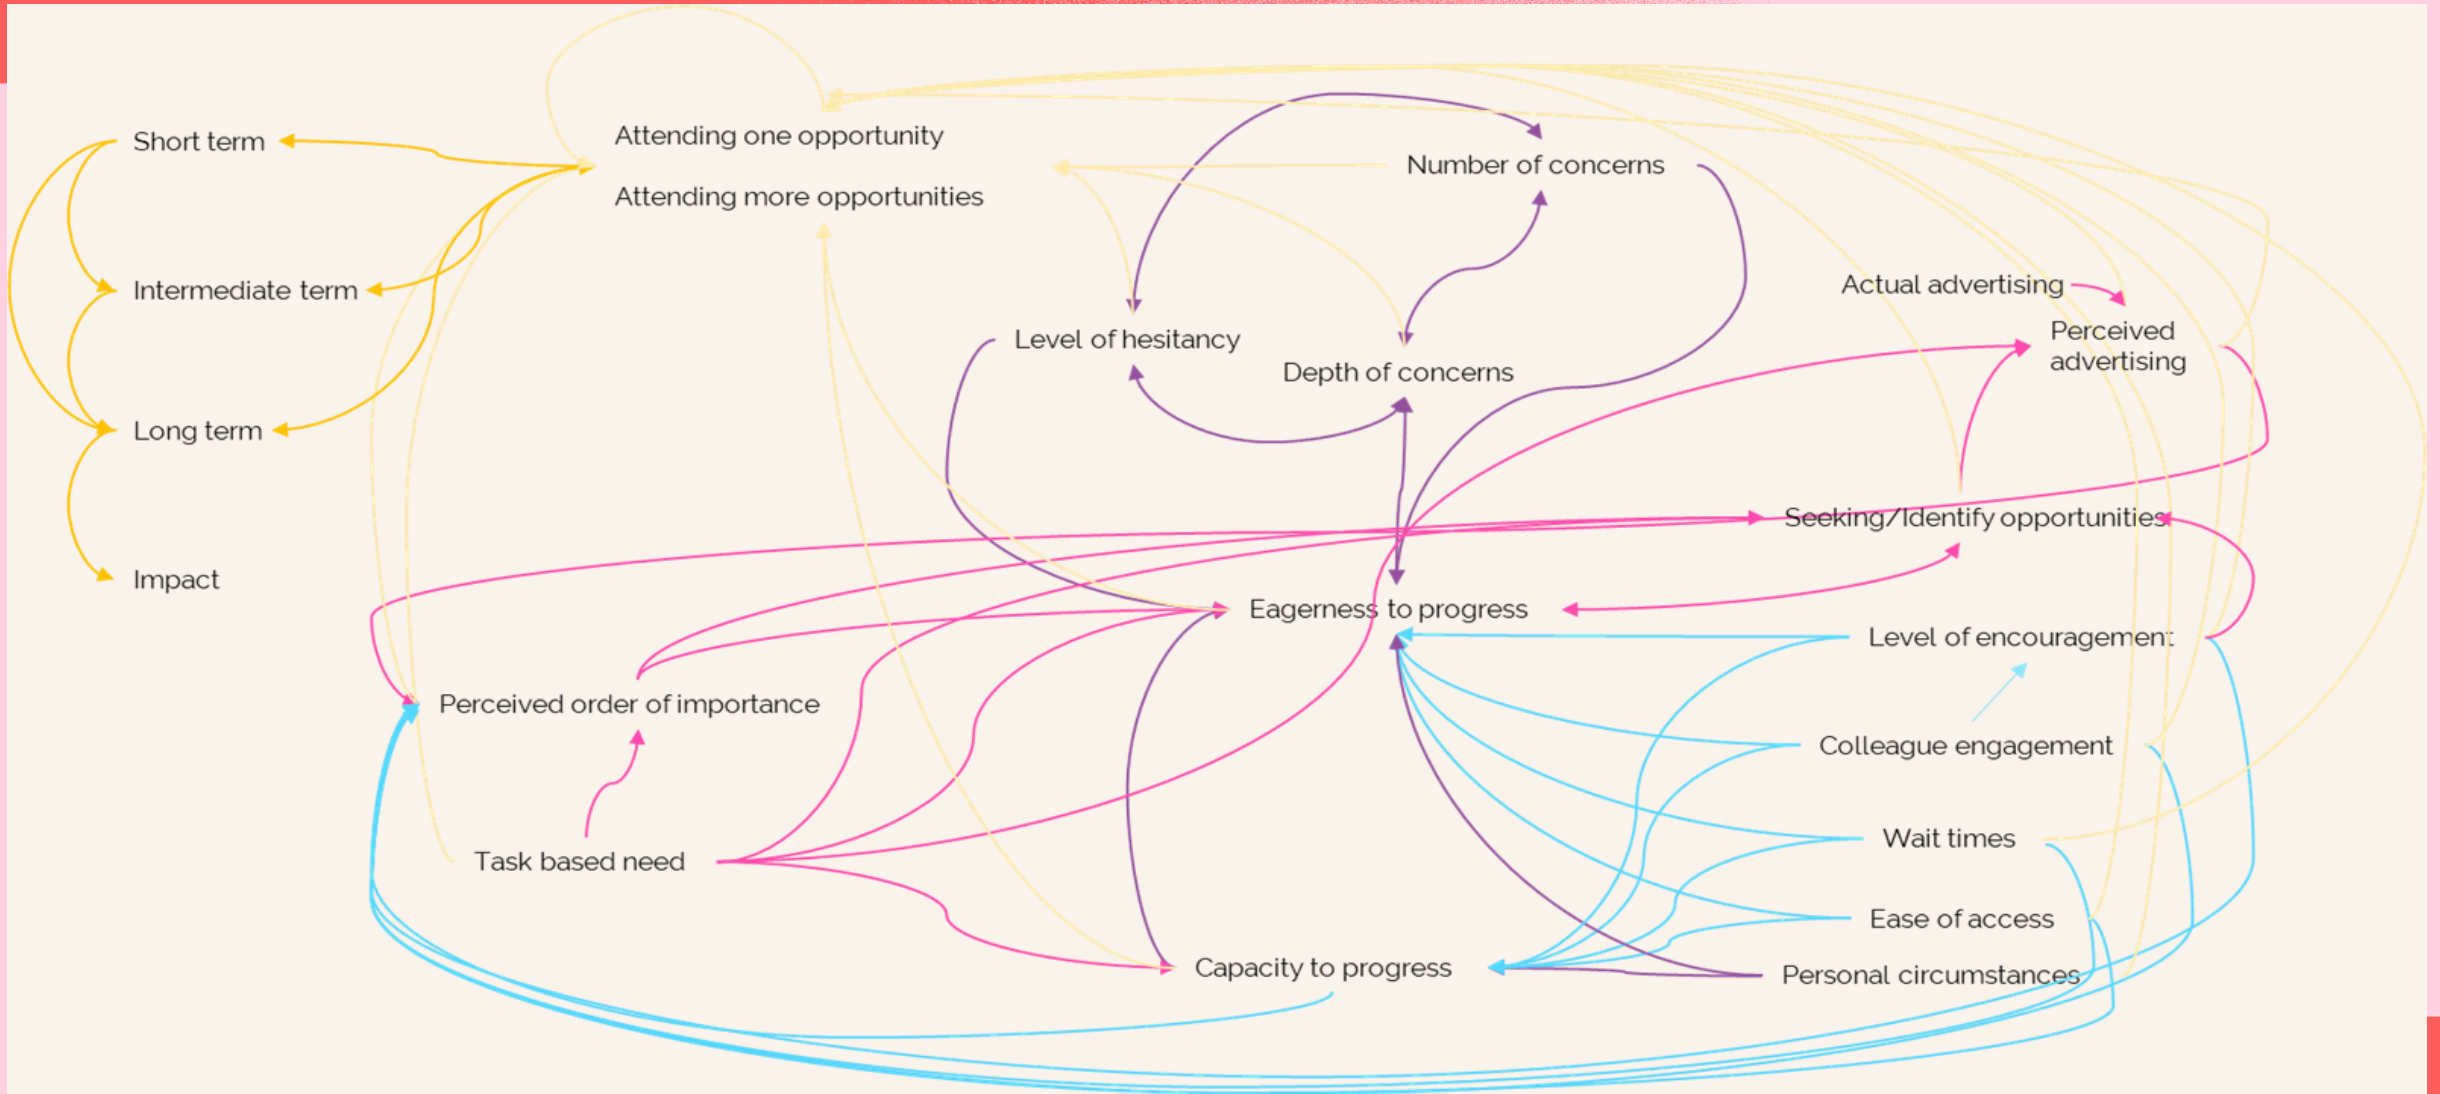 Short term
Intermediate term
Long term
Impact
Attending one opportunity
Attending more opportunities
Number of concerns
Level of hesitancy
Depth of concerns
Actual advertising
Perceived
advertising
Seeking/Identify opportunities
Eagerness to progress
Level of encouragement
Perceived order of importance
Colleague engagement
Task based need
Wait times
Ease of access
Capacity to progress
Personal circumstances